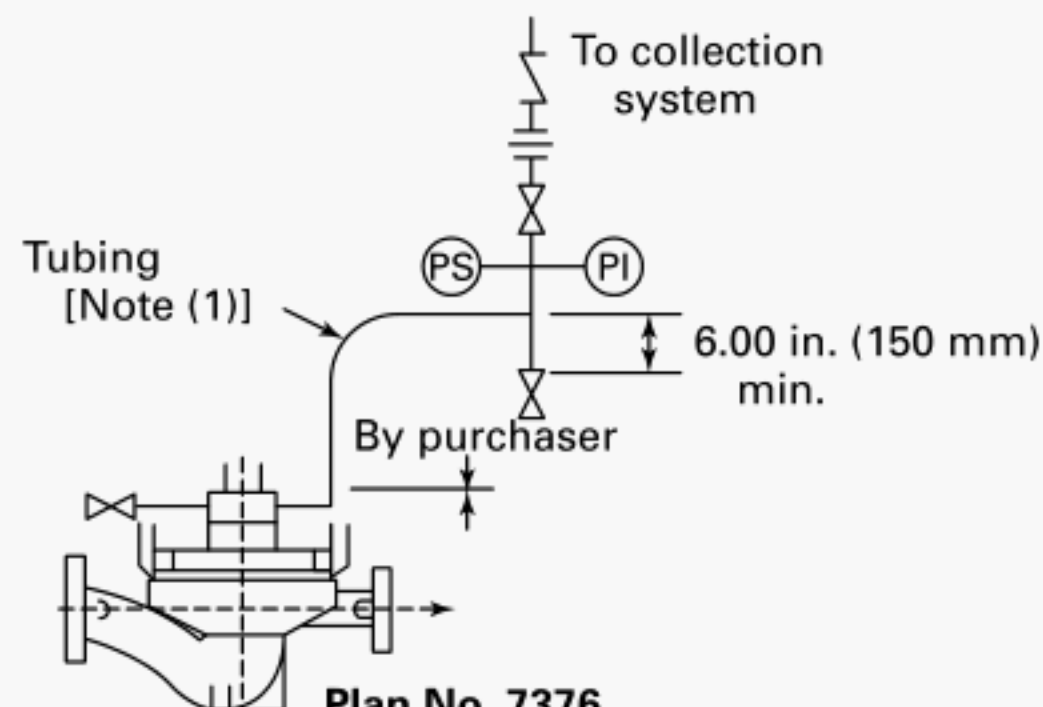 To collection
system
Tubing
[Note (1)]
PS
PI
6.00 in. (150 mm)
min.
By purchaser
Plan No. 7376